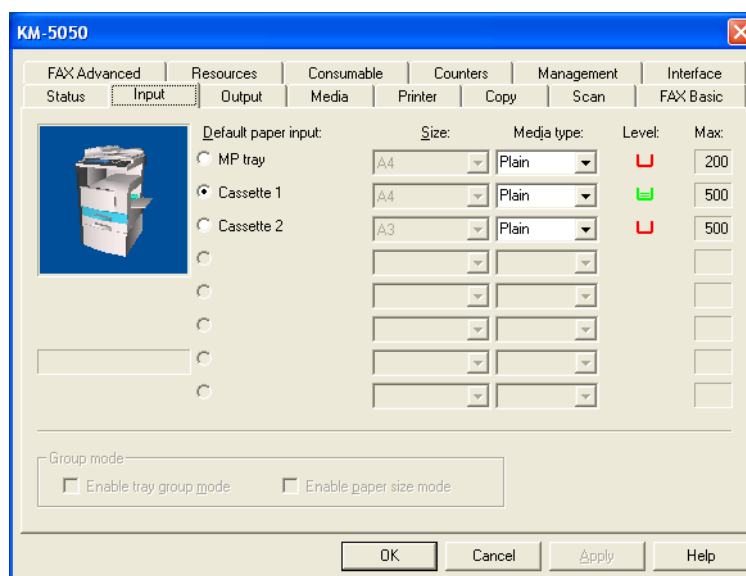 KM-5050
FAX Advanced Resources Consumable Counters Management Interface
Status Input Output Media Printer Copy Scan FAX Basic
Default paper input: Size: Media type: Level: Max:
MP tray A4 Plain 200
Cassette 1 A4 Plain 500
Cassette 2 A3 Plain 500
Group mode
Enable tray group mode Enable paper size mode
OK Cancel Apply Help